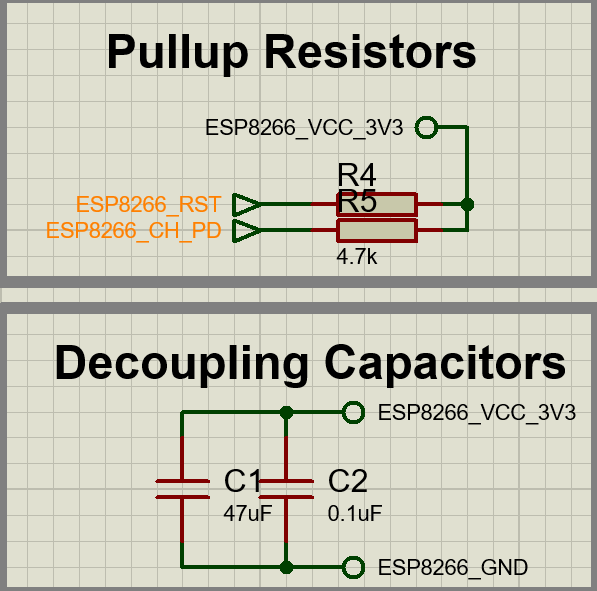 Pullup Resistors
ESP8266_VCC_3V3
R4
ESP8266_RST
R5
ESP8266_CH_PD
4.7k
Decoupling Capacitors
ESP8266_VCC_3V3
C1
C2
47uF
0.1uF
ESP8266_GND